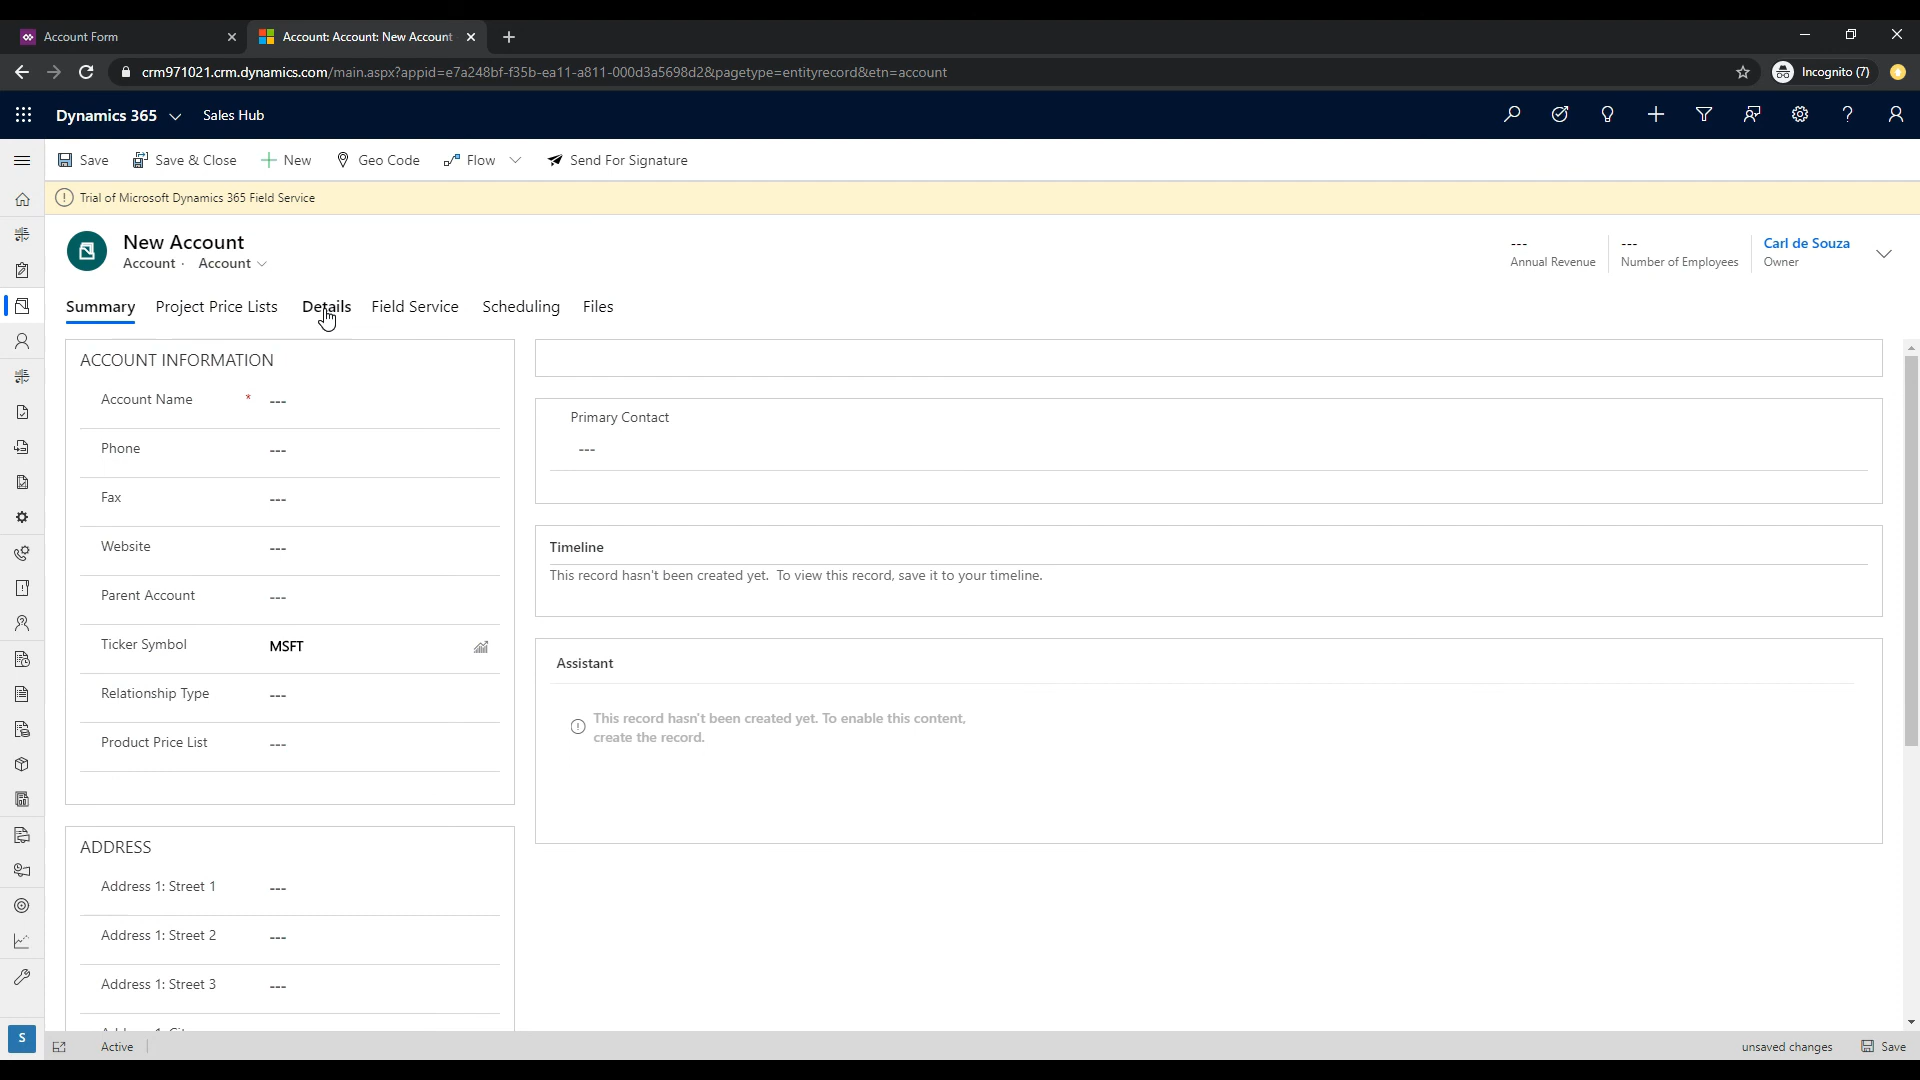 Account Form
Account: Account: New Account
crm971021.crm.dynamics.com/main.aspx?appid=e7a248bf-f35b-ea11-a811-000d3a5698d2&pagetype=entityrecord&etn=account
Incognito (7)
Dynamics 365
Sales Hub
Save
Save & Close
New
Geo Code
Flow
Send For Signature
Trial of Microsoft Dynamics 365 Field Service
New Account
Account · Account
---
Annual Revenue
---
Number of Employees
Carl de Souza
Owner
Summary
Project Price Lists
Details
Field Service
Scheduling
Files
ACCOUNT INFORMATION
Account Name * ---
Phone ---
Fax ---
Website ---
Parent Account ---
Ticker Symbol MSFT
Relationship Type ---
Product Price List ---
ADDRESS
Address 1: Street 1 ---
Address 1: Street 2 ---
Address 1: Street 3 ---
Primary Contact
---
Timeline
This record hasn't been created yet. To view this record, save it to your timeline.
Assistant
This record hasn't been created yet. To enable this content,
create the record.
S
Active
unsaved changes
Save